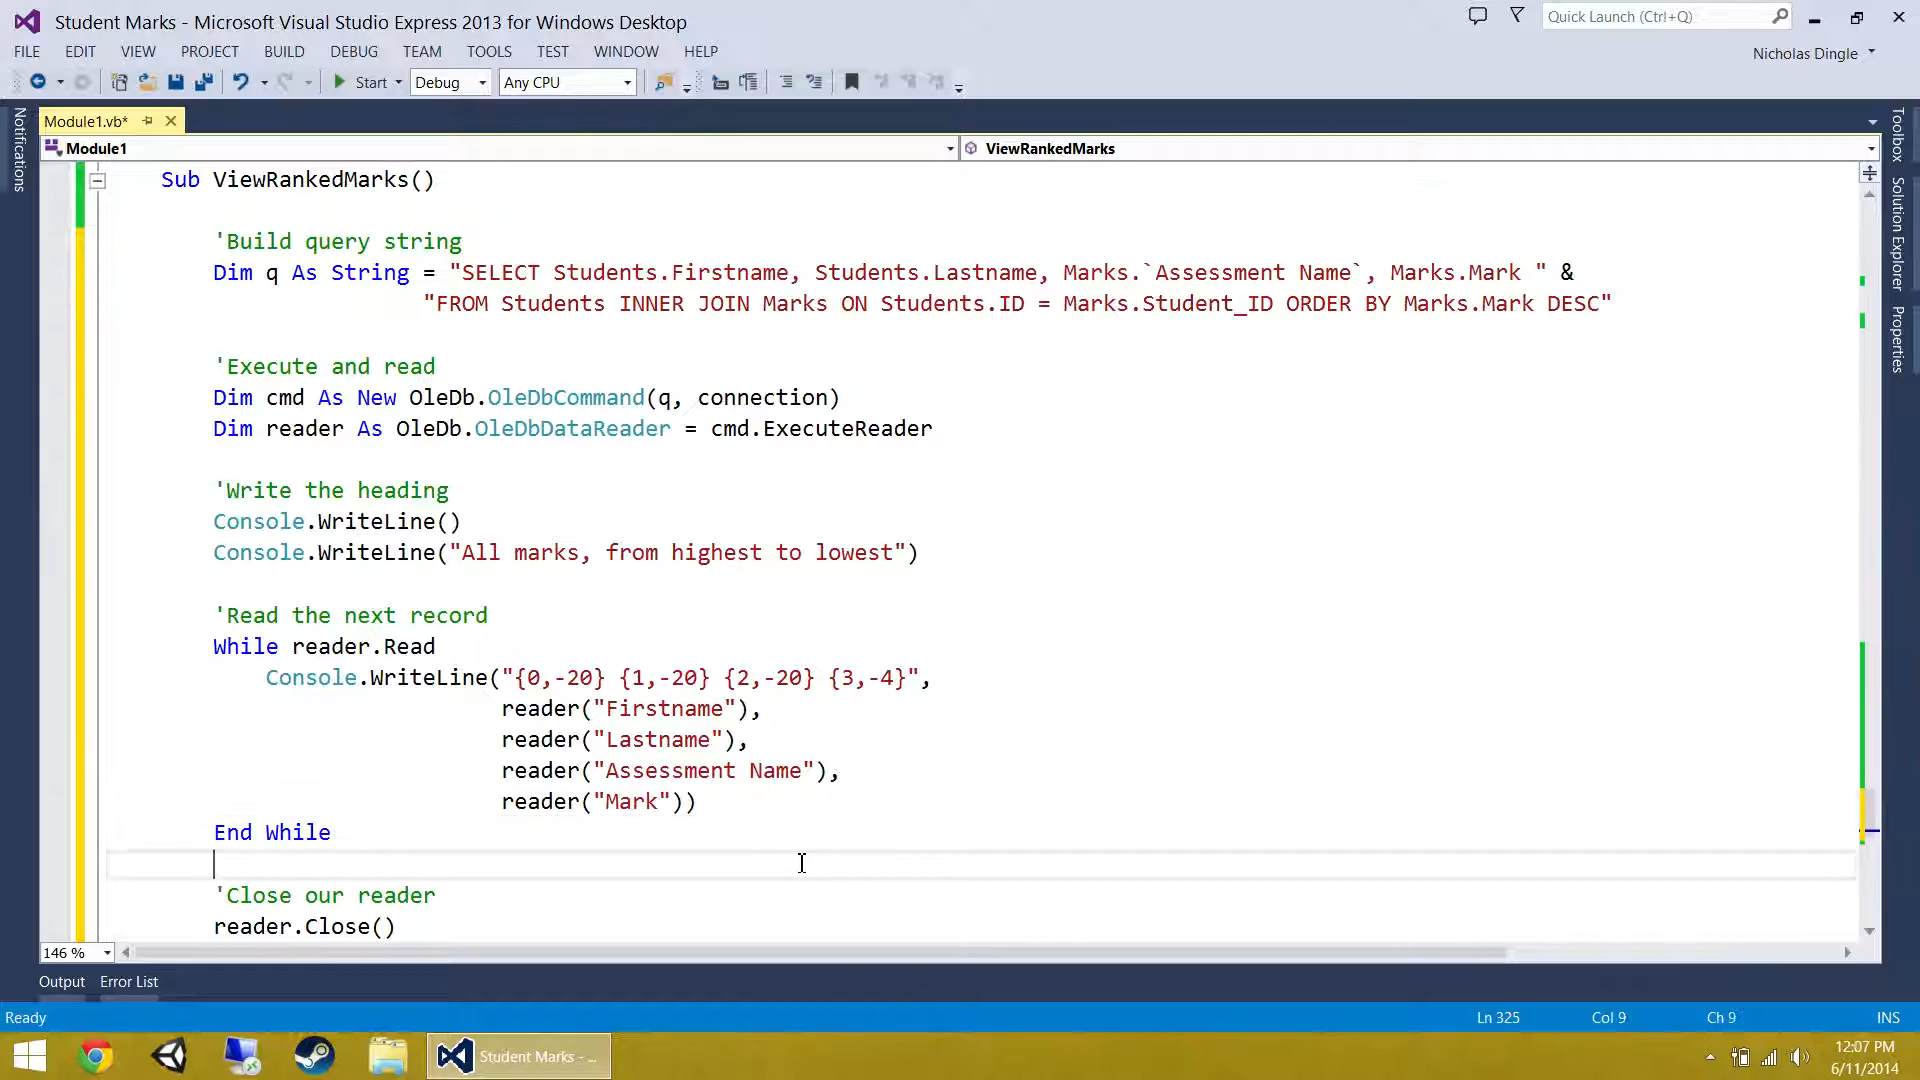 Student Marks - Microsoft Visual Studio Express 2013 for Windows Desktop
Quick Launch (Ctrl+Q)
FILE EDIT VIEW PROJECT BUILD DEBUG TEAM TOOLS TEST WINDOW HELP
Nicholas Dingle
Start Debug Any CPU
Notifications
Module1.vb*
Module1
ViewRankedMarks
Toolbox
Solution Explorer
Properties
Sub ViewRankedMarks()
'Build query string
Dim q As String = "SELECT Students.Firstname, Students.Lastname, Marks.`Assessment Name`, Marks.Mark " &
"FROM Students INNER JOIN Marks ON Students.ID = Marks.Student_ID ORDER BY Marks.Mark DESC"
'Execute and read
Dim cmd As New OleDb.OleDbCommand(q, connection)
Dim reader As OleDb.OleDbDataReader = cmd.ExecuteReader
'Write the heading
Console.WriteLine()
Console.WriteLine("All marks, from highest to lowest")
'Read the next record
While reader.Read
Console.WriteLine("{0,-20} {1,-20} {2,-20} {3,-4}",
reader("Firstname"),
reader("Lastname"),
reader("Assessment Name"),
reader("Mark"))
End While
'Close our reader
reader.Close()
146 %
Output Error List
Ready
Ln 325 Col 9 Ch 9 INS
Student Marks - ...
12:07 PM
6/11/2014